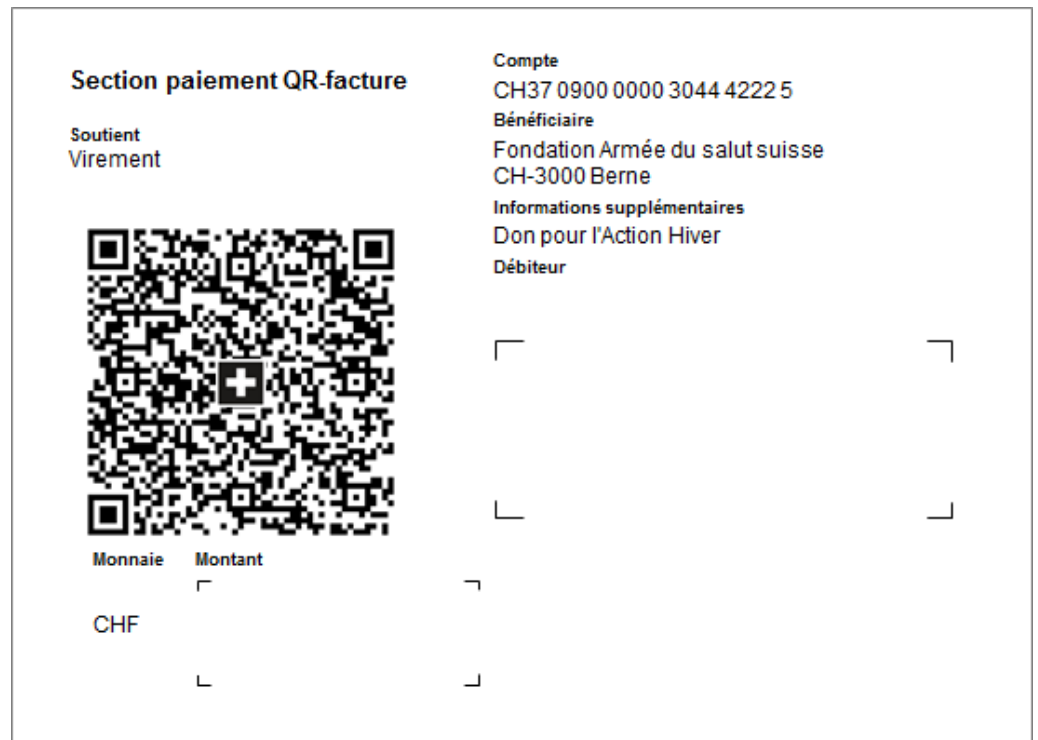 Section paiement QR-facture
Soutient
Virement
Monnaie Montant
CHF
Compte
CH37 0900 0000 3044 4222 5
Bénéficiaire
Fondation Armée du salut suisse
CH-3000 Berne
Informations supplémentaires
Don pour l'Action Hiver
Débiteur